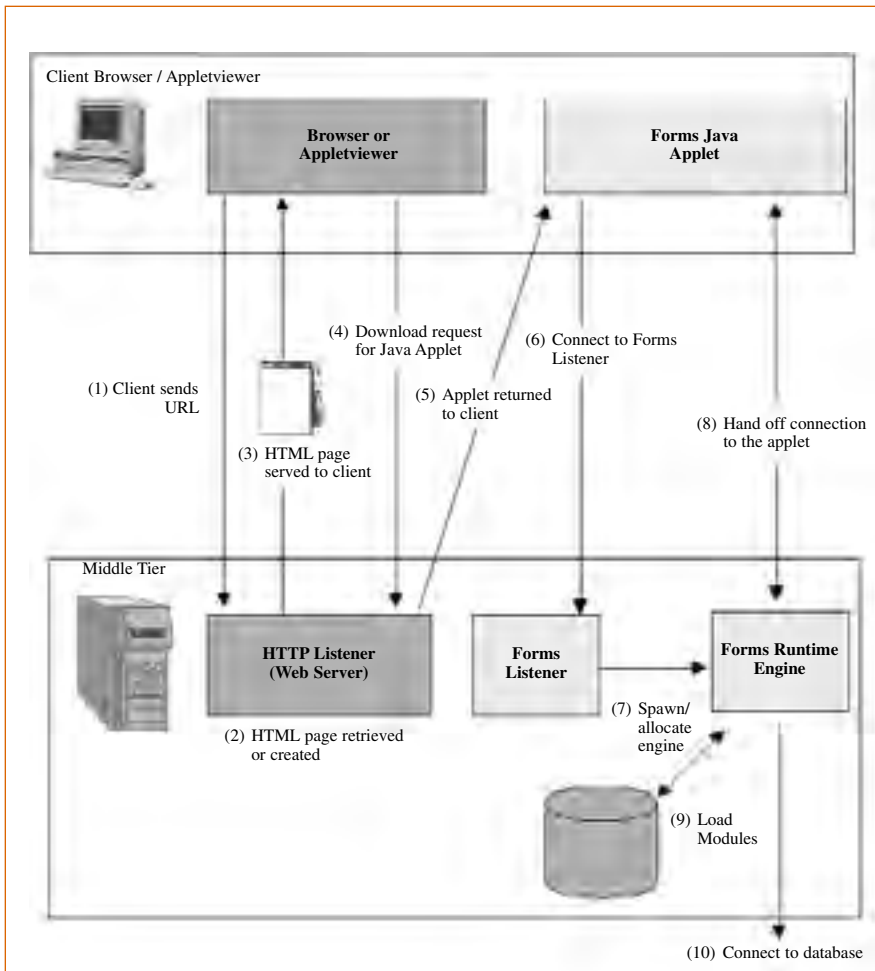 Client Browser / Appletviewer
Browser or
Appletviewer
Forms Java
Applet
(4) Download request
for Java Applet
(6) Connect to Forms
Listener
(1) Client sends
URL
(5) Applet returned
to client
(8) Hand off connection
to the applet
(3) HTML page
served to client
Middle Tier
HTTP Listener
(Web Server)
Forms
Listener
Forms Runtime
Engine
(2) HTML page retrieved
or created
(7) Spawn/
allocate
engine
(9) Load
Modules
(10) Connect to database